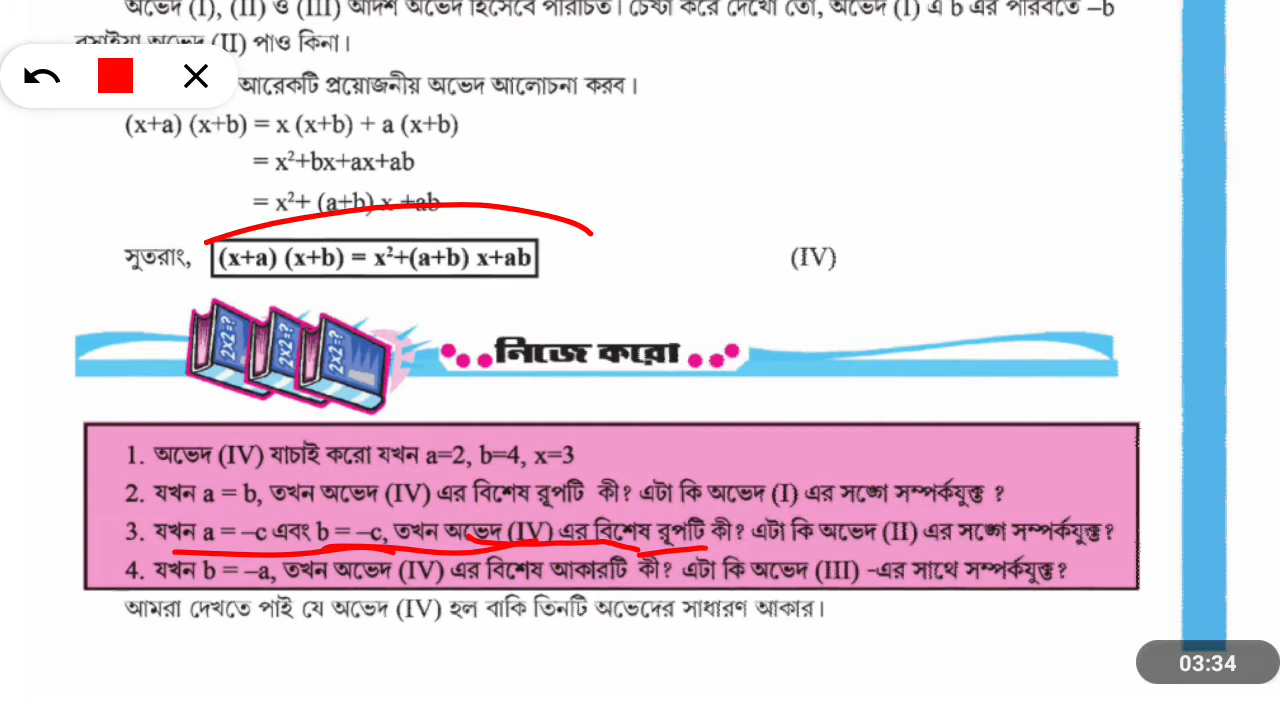 অভেদ (I), (II) ও (III) আদর্শ অভেদ হিসেবে পরিচিত। চেষ্টা করে দেখো তো, অভেদ (I) এ b এর পরিবর্তে –b
বসাইয়া অভেদ (II) পাও কিনা।
আরেকটি প্রয়োজনীয় অভেদ আলোচনা করব।
(x+a) (x+b) = x (x+b) + a (x+b)
= x²+bx+ax+ab
= x²+ (a+b) x +ab
সুতরাং, (x+a) (x+b) = x²+(a+b) x+ab (IV)
2X2=? 2X2=? 2X2=?
নিজে করো
1. অভেদ (IV) যাচাই করো যখন a=2, b=4, x=3
2. যখন a = b, তখন অভেদ (IV) এর বিশেষ রূপটি কী? এটা কি অভেদ (I) এর সঙ্গে সম্পর্কযুক্ত ?
3. যখন a = –c এবং b = –c, তখন অভেদ (IV) এর বিশেষ রূপটি কী? এটা কি অভেদ (II) এর সঙ্গে সম্পর্কযুক্ত?
4. যখন b = –a, তখন অভেদ (IV) এর বিশেষ আকারটি কী? এটা কি অভেদ (III) -এর সাথে সম্পর্কযুক্ত?
আমরা দেখতে পাই যে অভেদ (IV) হল বাকি তিনটি অভেদের সাধারণ আকার।
03:34